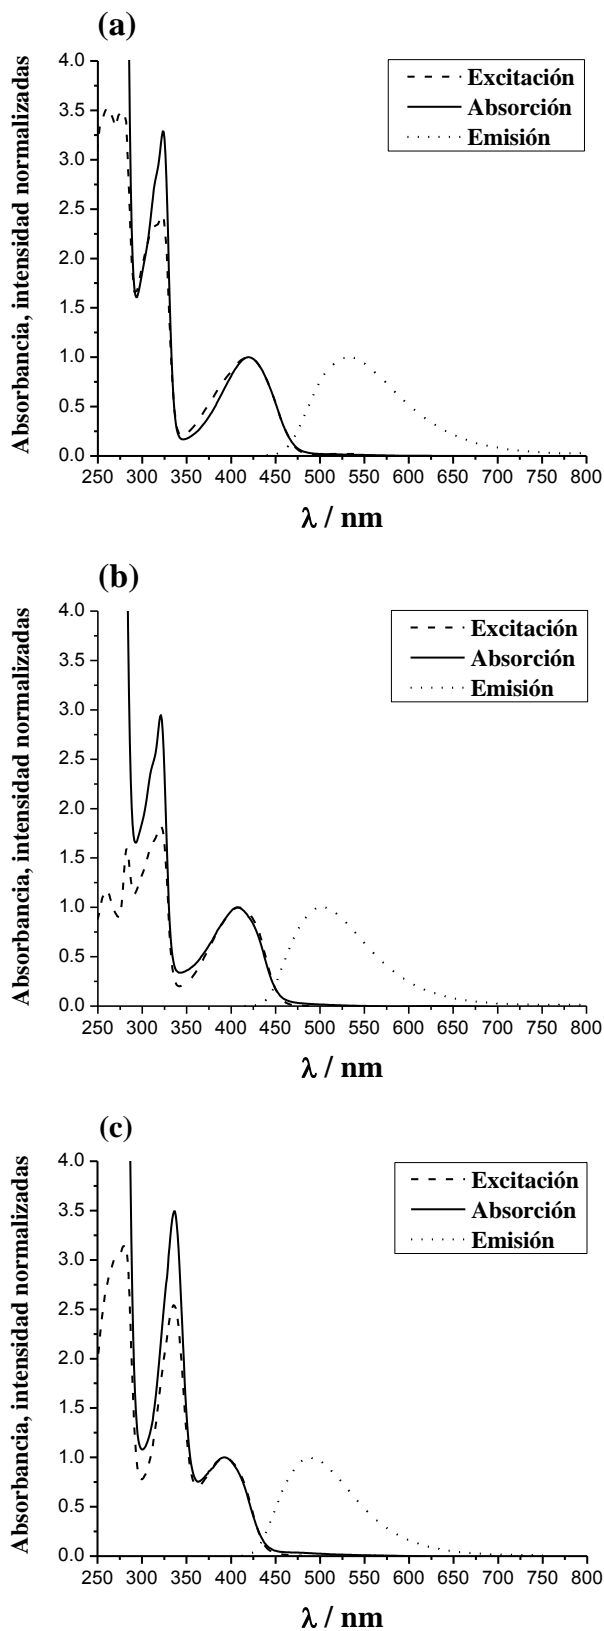 (a)
Absorbancia, intensidad normalizadas
4.0
3.5
3.0
2.5
2.0
1.5
1.0
0.5
0.0
Excitación
Absorción
Emisión
250 300 350 400 450 500 550 600 650 700 750 800
λ / nm
(b)
Absorbancia, intensidad normalizadas
4.0
3.5
3.0
2.5
2.0
1.5
1.0
0.5
0.0
Excitación
Absorción
Emisión
250 300 350 400 450 500 550 600 650 700 750 800
λ / nm
(c)
Absorbancia, intensidad normalizadas
4.0
3.5
3.0
2.5
2.0
1.5
1.0
0.5
0.0
Excitación
Absorción
Emisión
250 300 350 400 450 500 550 600 650 700 750 800
λ / nm